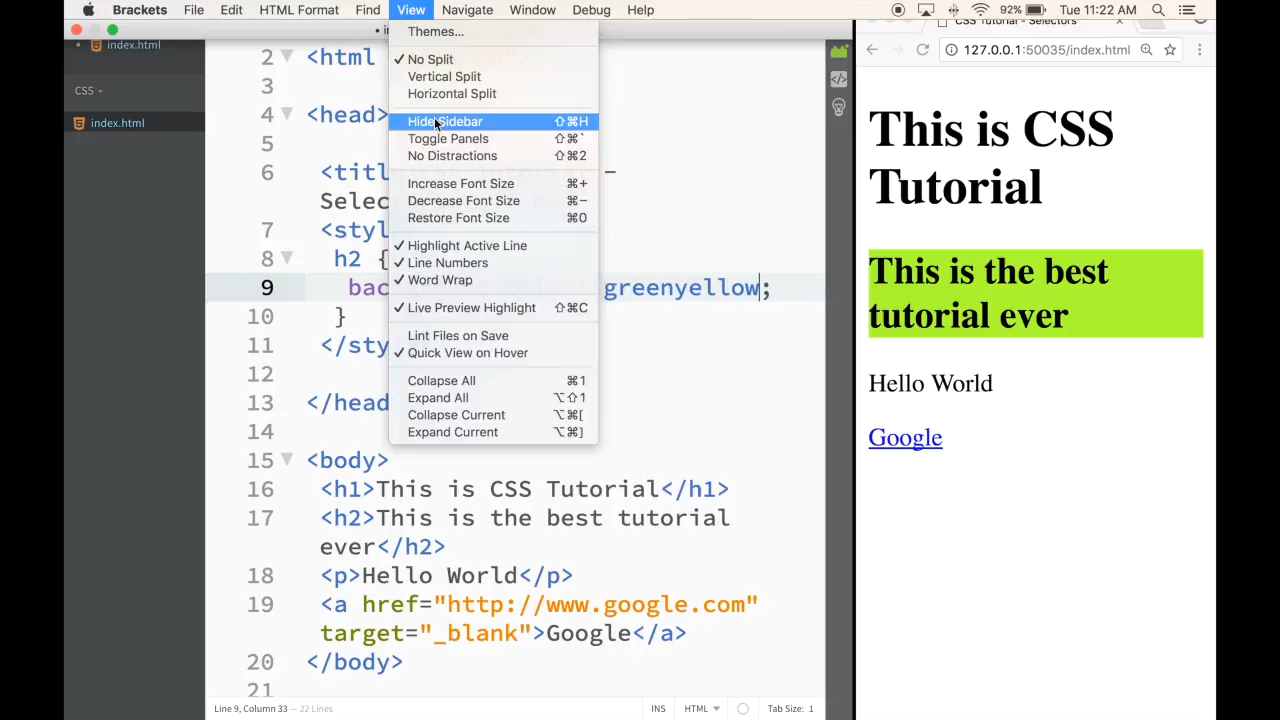 Brackets File Edit HTML Format Find View Navigate Window Debug Help 92% Tue 11:22 AM
index.html
CSS
index.html
Themes...
✓ No Split
Vertical Split
Horizontal Split
Hide Sidebar ⇧⌘H
Toggle Panels ⇧⌘`
No Distractions ⇧⌘2
Increase Font Size ⌘+
Decrease Font Size ⌘−
Restore Font Size ⌘0
✓ Highlight Active Line
✓ Line Numbers
✓ Word Wrap
✓ Live Preview Highlight ⇧⌘C
Lint Files on Save
✓ Quick View on Hover
Collapse All ⌘1
Expand All ⌥⇧1
Collapse Current ⌥⌘[
Expand Current ⌥⌘]
2 <html
3
4 <head>
5
6 <titl -
Selec
7 <styl
8 h2 {
9 bac greenyellow;
10 }
11 </sty
12
13 </head
14
15 <body>
16 <h1>This is CSS Tutorial</h1>
17 <h2>This is the best tutorial
ever</h2>
18 <p>Hello World</p>
19 <a href="http://www.google.com"
target="_blank">Google</a>
20 </body>
21
Line 9, Column 33 — 22 Lines INS HTML Tab Size: 1
CSS Tutorial - Selectors
127.0.0.1:50035/index.html
This is CSS
Tutorial
This is the best
tutorial ever
Hello World
Google